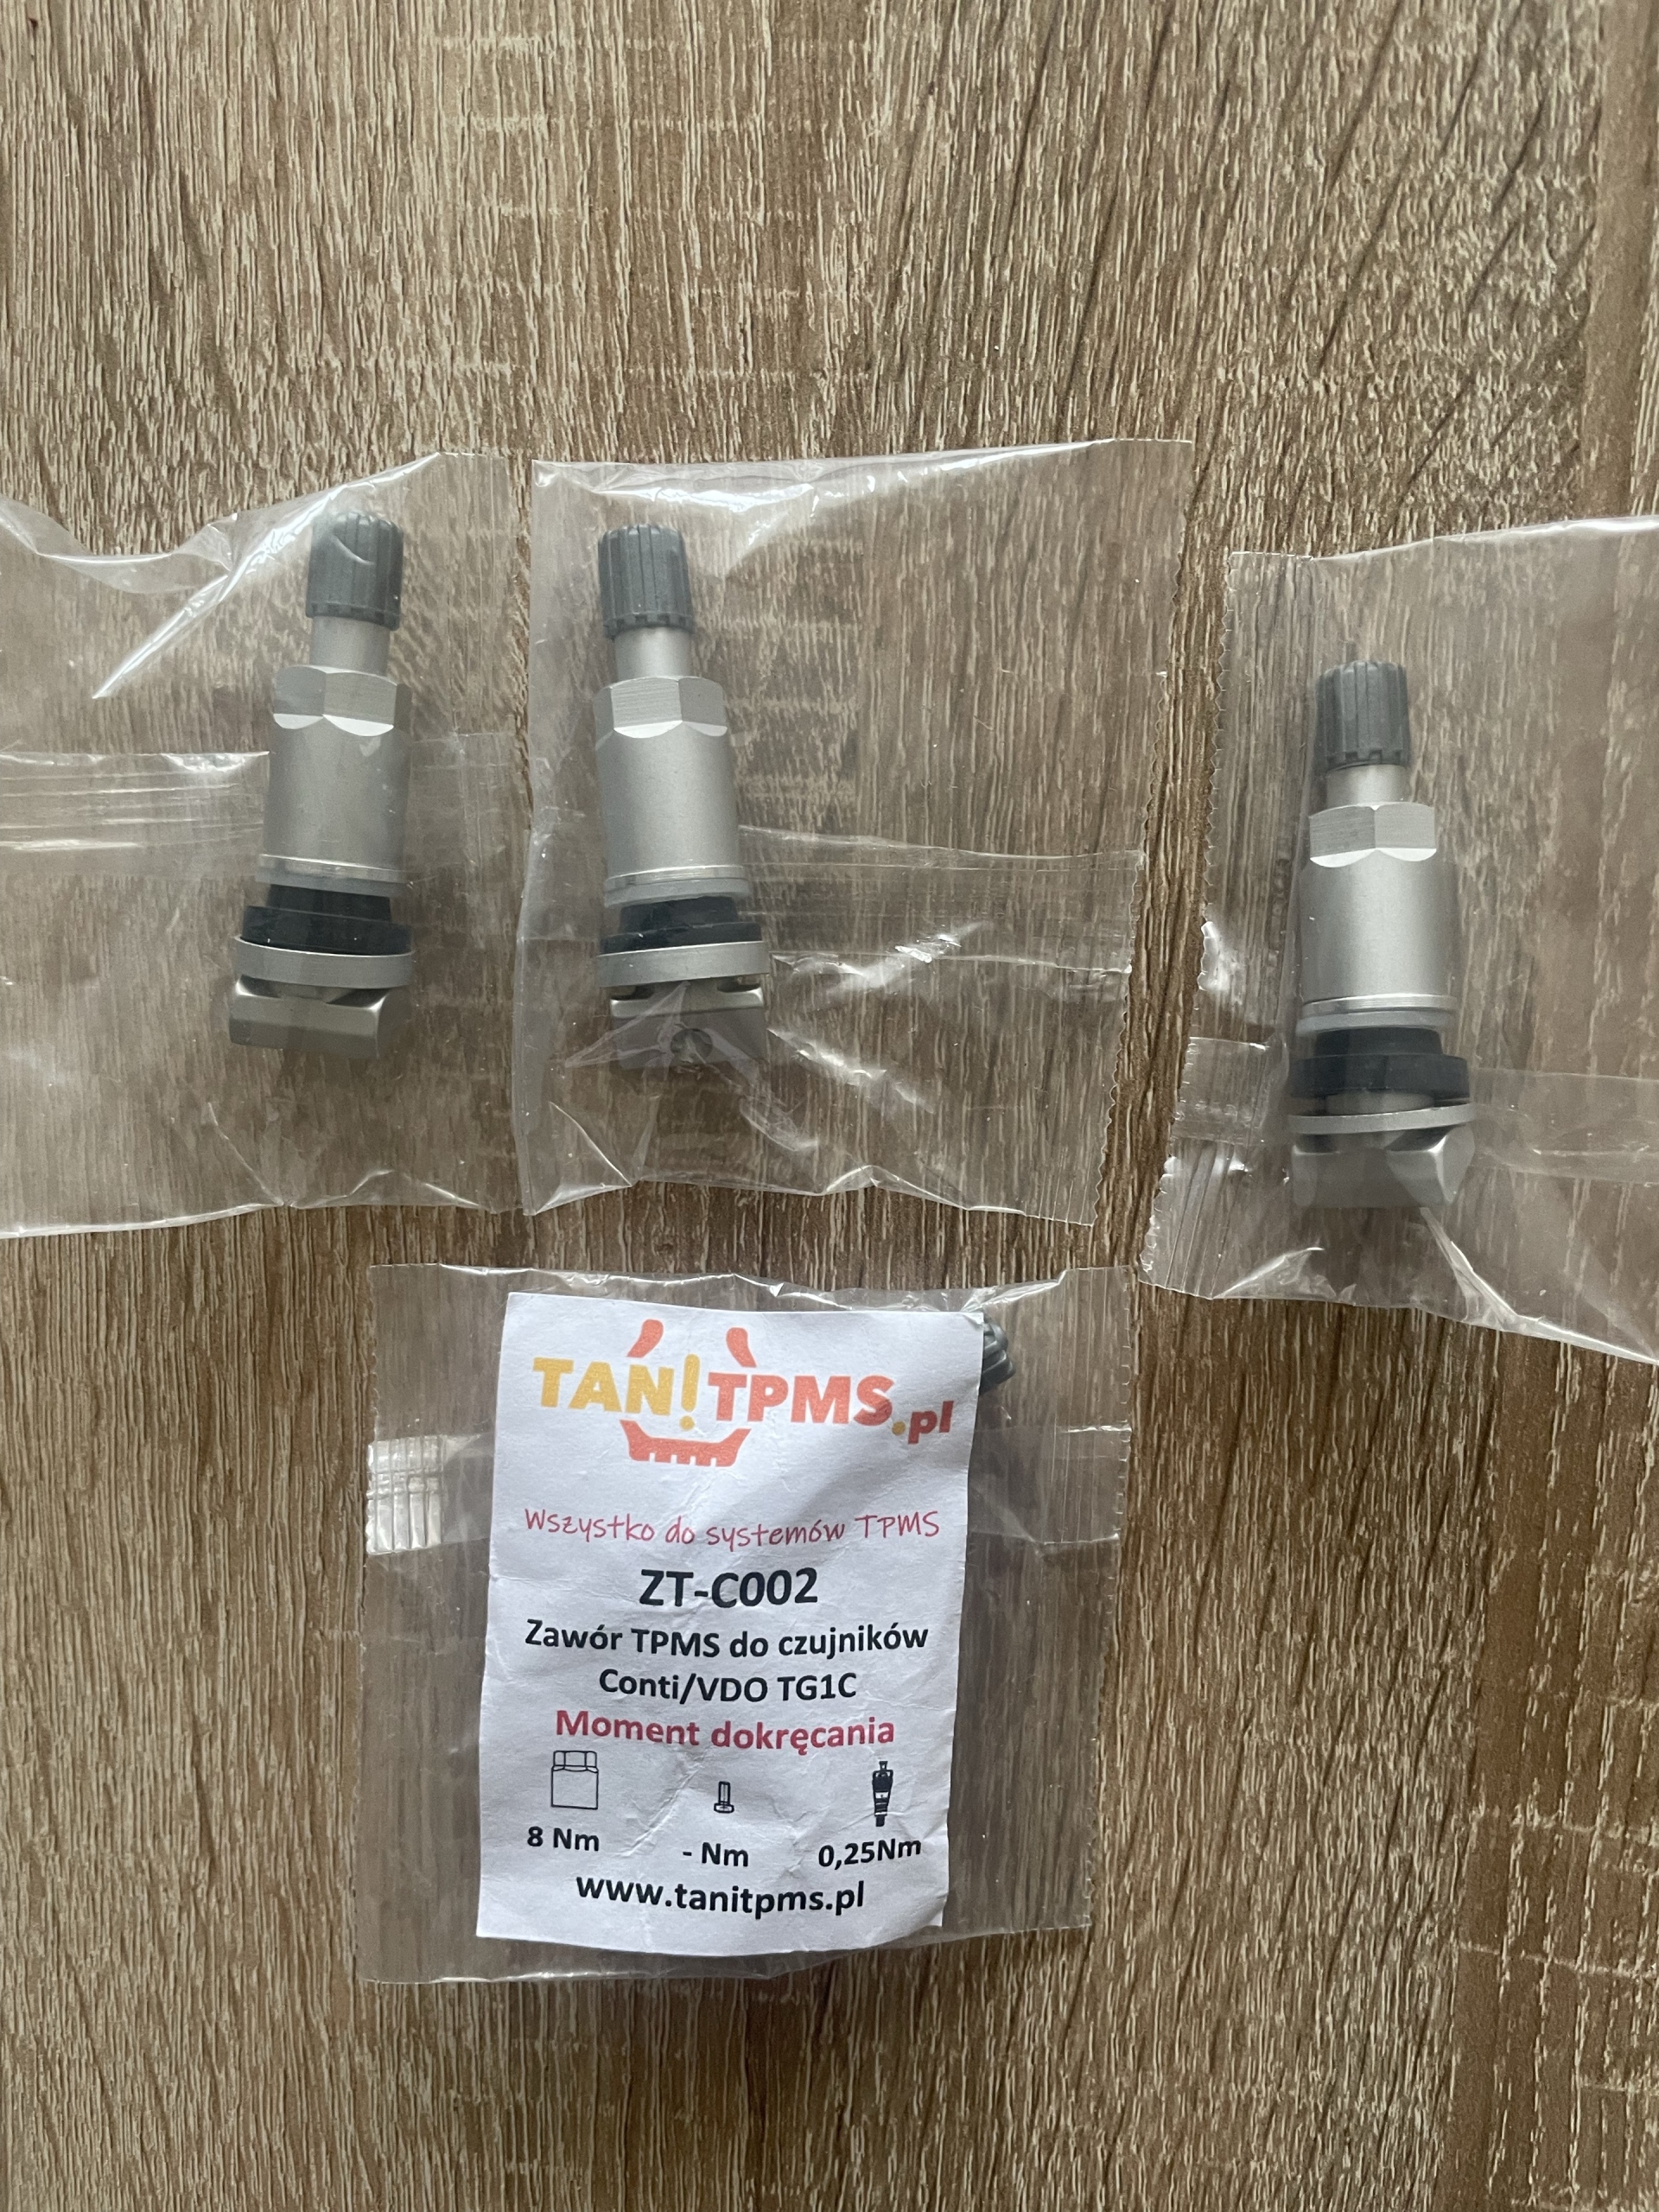 TAN!TPMS.pl
Wszystko do systemów TPMS
ZT-C002
Zawór TPMS do czujników
Conti/VDO TG1C
Moment dokręcania
8 Nm - Nm 0,25Nm
www.tanitpms.pl